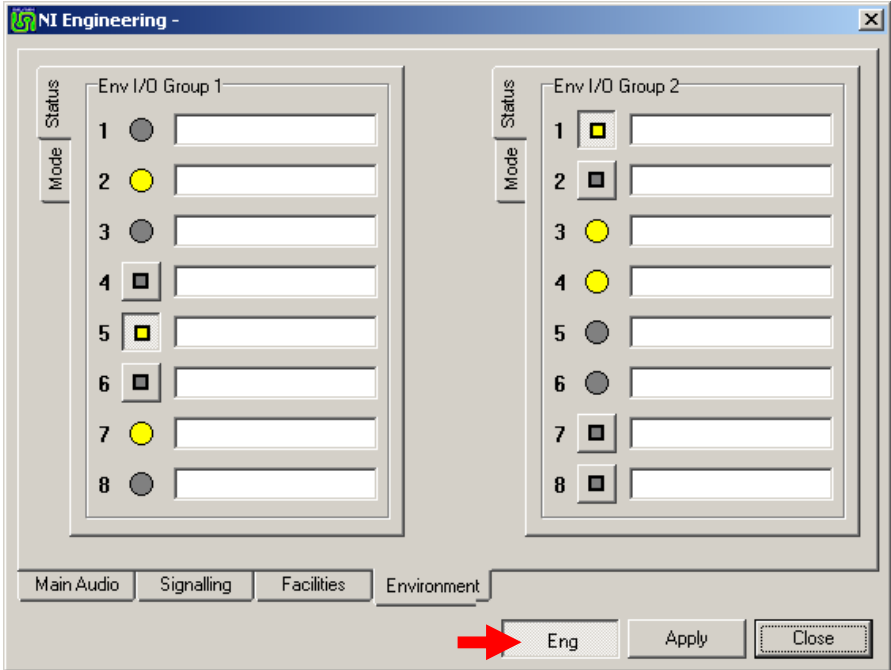 NI Engineering -
Status
Mode
Env I/O Group 1
1
2
3
4
5
6
7
8
Status
Mode
Env I/O Group 2
1
2
3
4
5
6
7
8
Main Audio Signalling Facilities Environment
Eng Apply Close